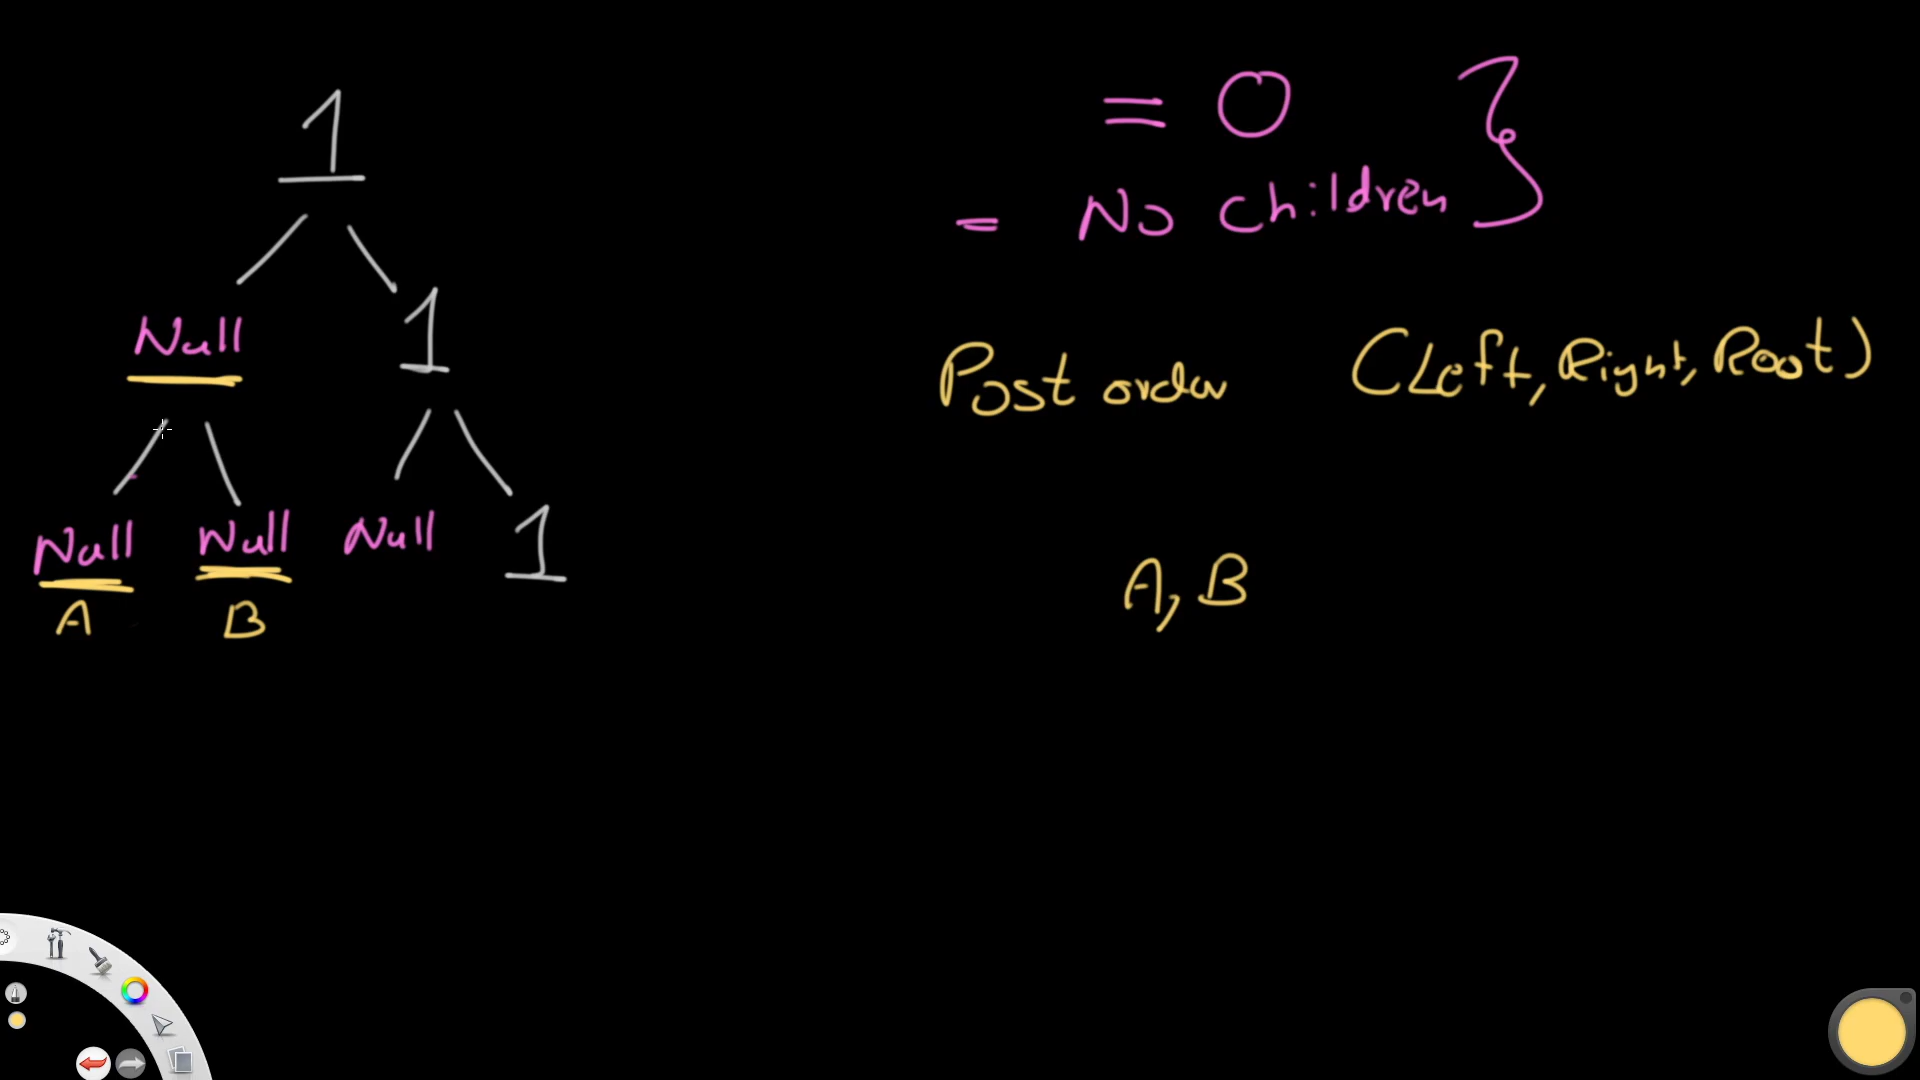 1
Null 1
Null Null Null 1
A B
= 0
= No children }
Post order (Left, Right, Root)
A, B